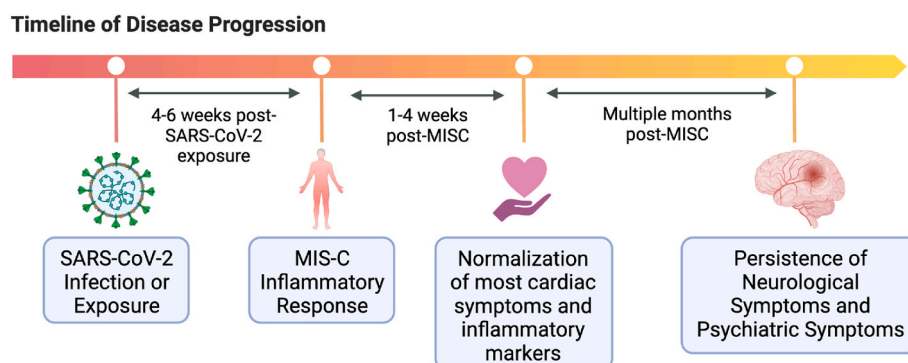 Timeline of Disease Progression
4-6 weeks post-
SARS-CoV-2
exposure
1-4 weeks
post-MISC
Multiple months
post-MISC
SARS-CoV-2
Infection or
Exposure
MIS-C
Inflammatory
Response
Normalization
of most cardiac
symptoms and
inflammatory
markers
Persistence of
Neurological
Symptoms and
Psychiatric Symptoms